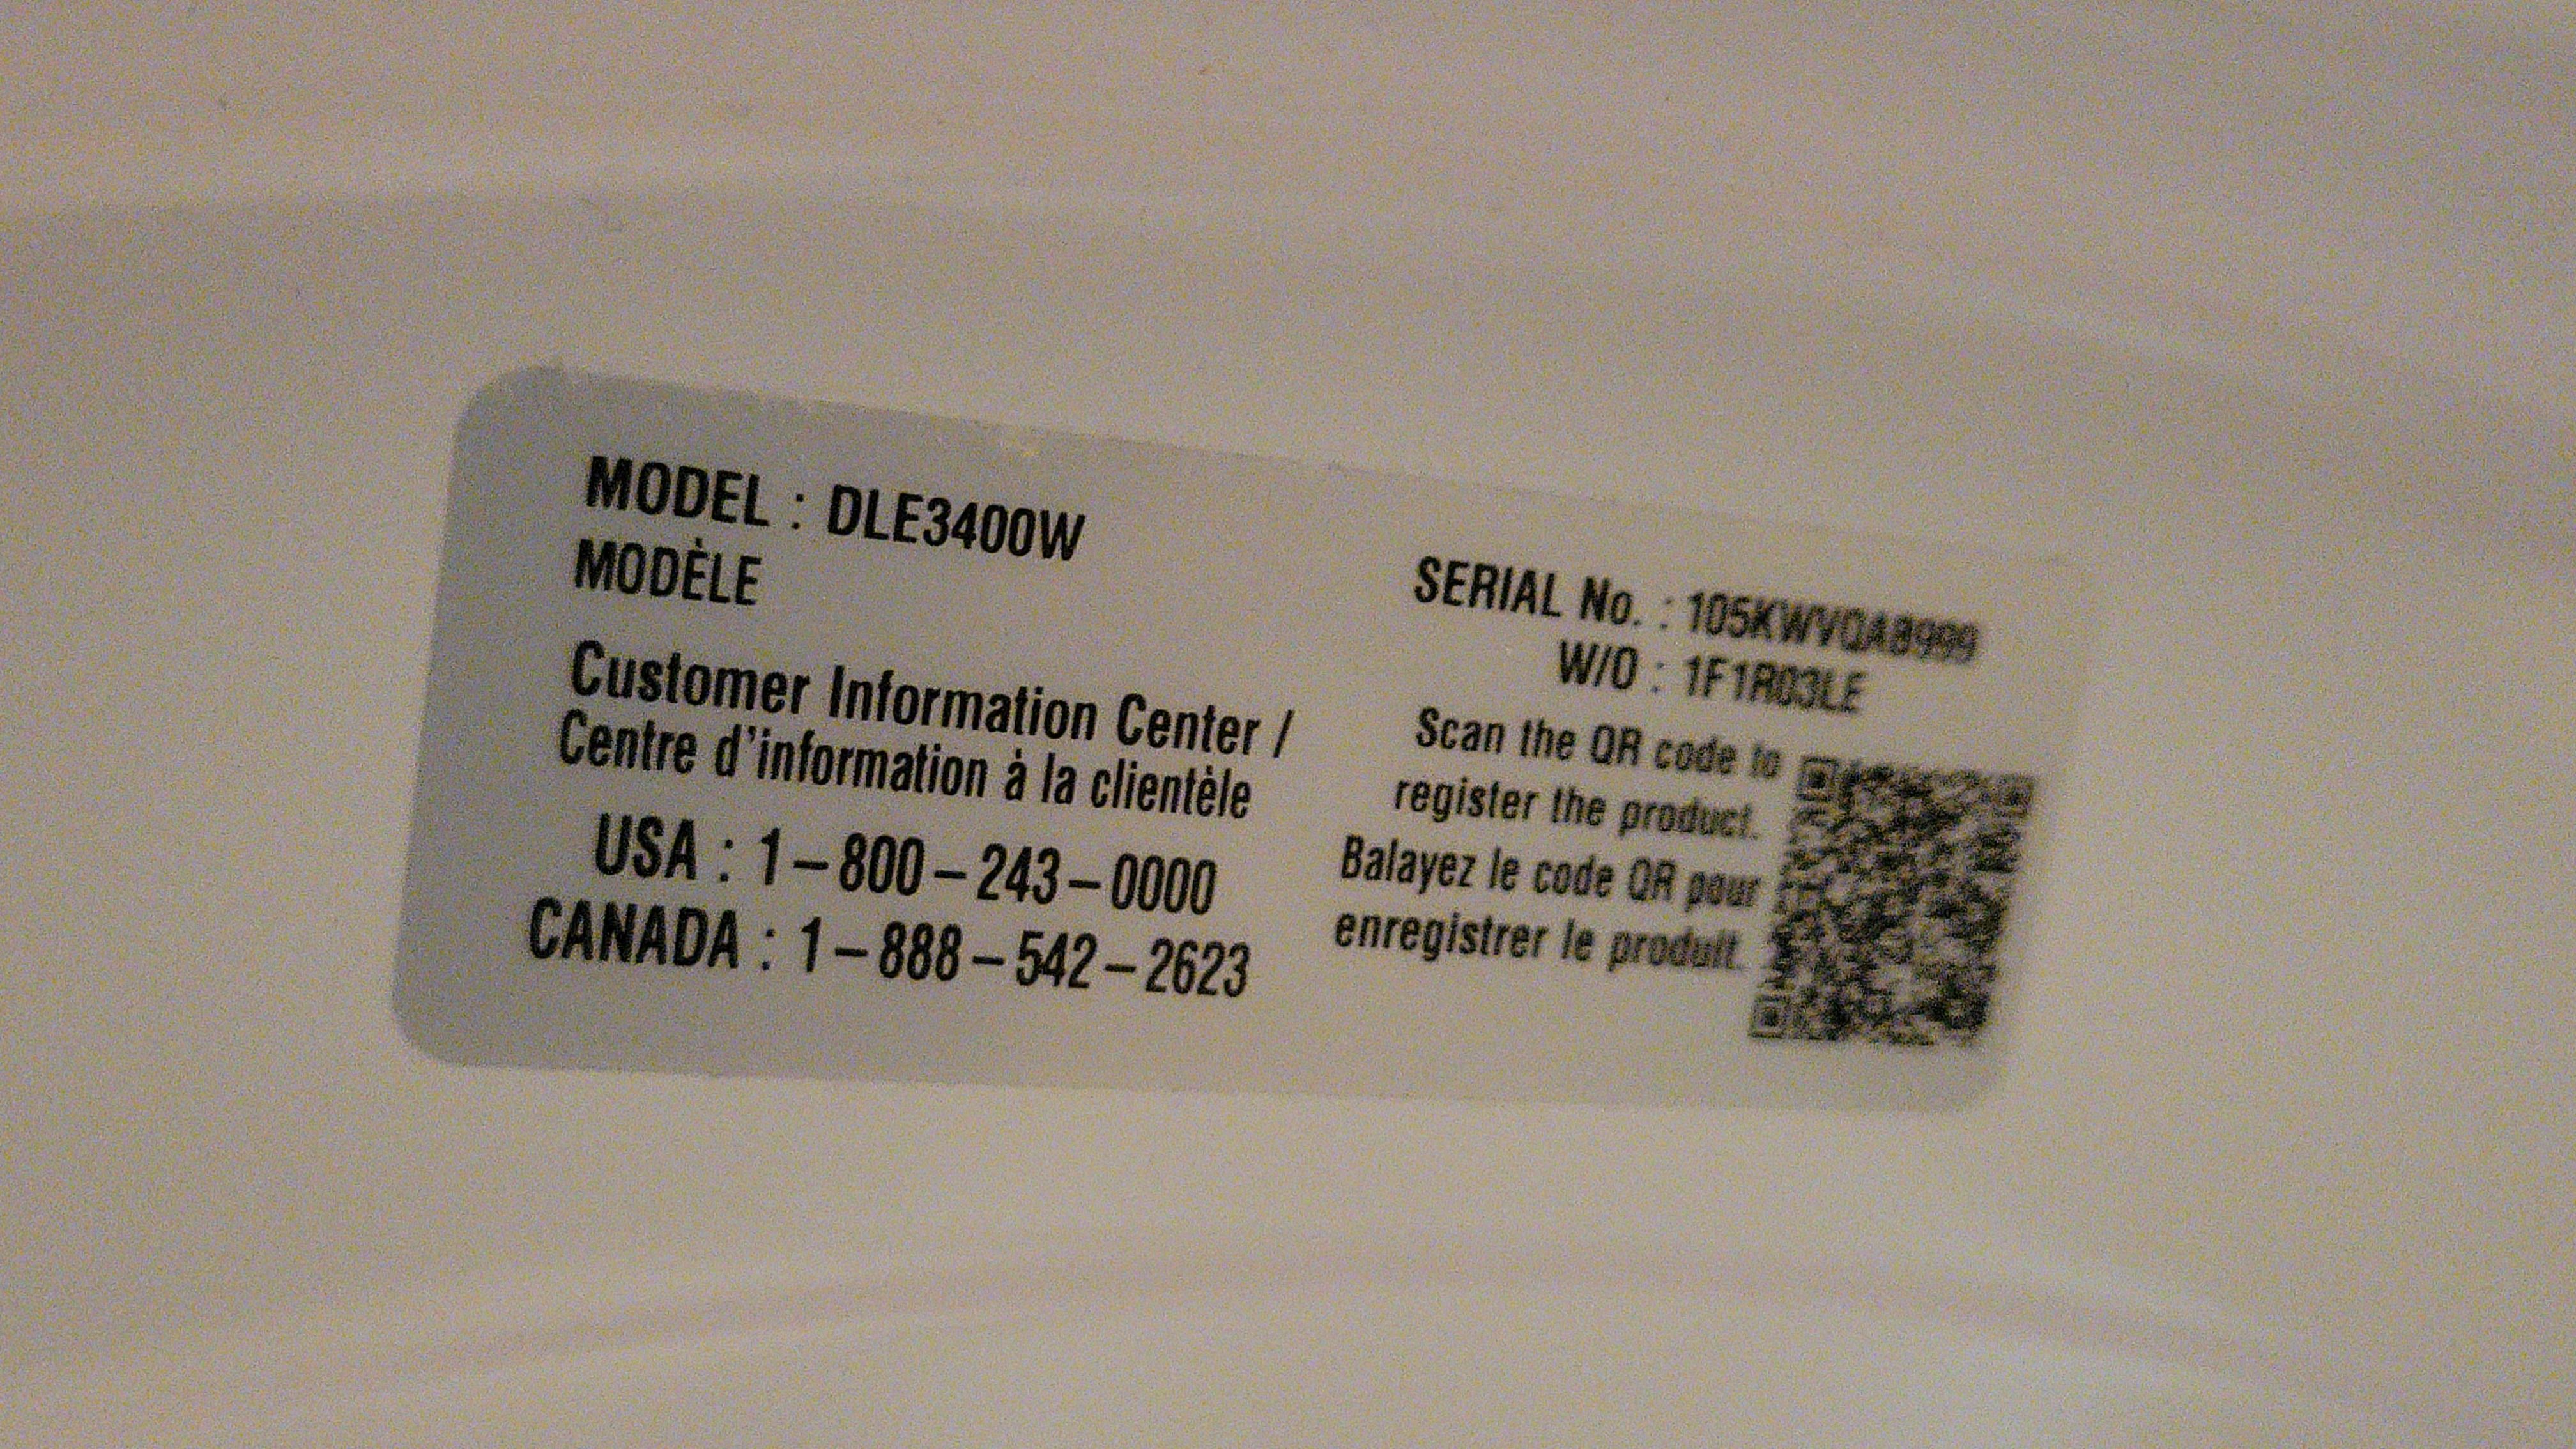 MODEL : DLE3400W
MODÈLE
Customer Information Center /
Centre d'information à la clientèle
USA : 1-800-243-0000
CANADA : 1-888-542-2623
SERIAL No. : 105KWVQAB999
W/O : 1F1R03LE
Scan the QR code to
register the product.
Balayez le code QR pour
enregistrer le produit.